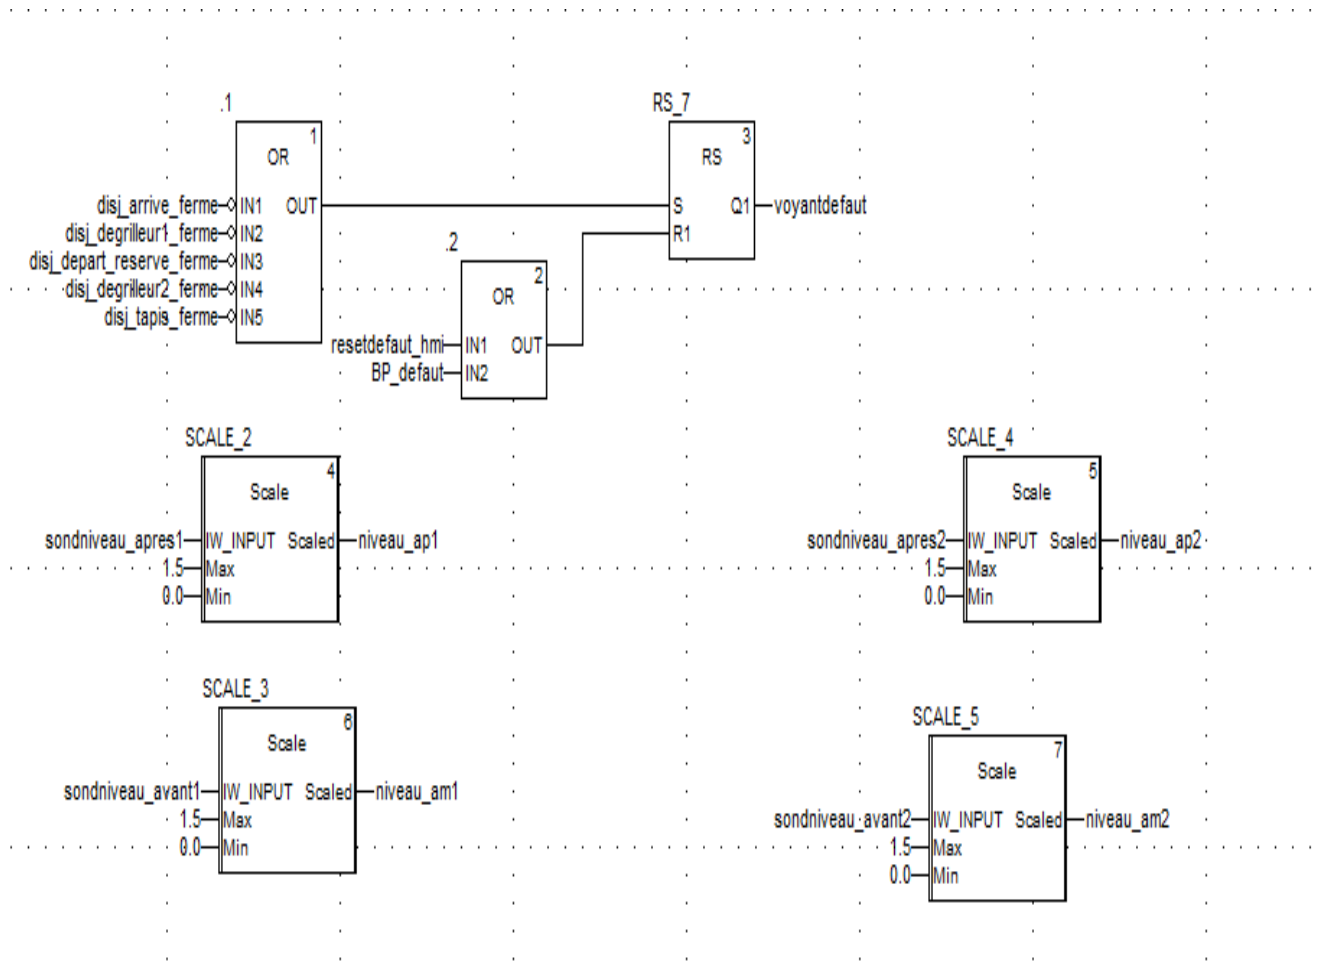 .1
1
OR
disj_arrive_ferme IN1 OUT
disj_degrilleur1_ferme IN2
disj_depart_reserve_ferme IN3
disj_degrilleur2_ferme IN4
disj_tapis_ferme IN5
RS_7
3
RS
S Q1 voyantdefaut
R1
.2
2
OR
resetdefaut_hmi IN1 OUT
BP_defaut IN2
SCALE_2
4
Scale
sondniveau_apres1 IW_INPUT Scaled niveau_ap1
1.5 Max
0.0 Min
SCALE_4
5
Scale
sondniveau_apres2 IW_INPUT Scaled niveau_ap2
1.5 Max
0.0 Min
SCALE_3
6
Scale
sondniveau_avant1 IW_INPUT Scaled niveau_am1
1.5 Max
0.0 Min
SCALE_5
7
Scale
sondniveau_avant2 IW_INPUT Scaled niveau_am2
1.5 Max
0.0 Min